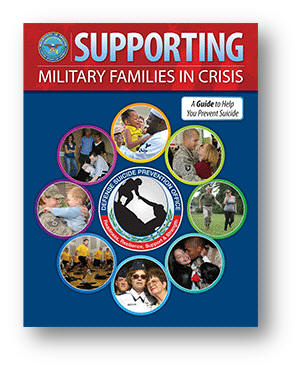 SUPPORTING
MILITARY FAMILIES IN CRISIS
A Guide to Help
You Prevent Suicide
DEFENSE SUICIDE PREVENTION OFFICE